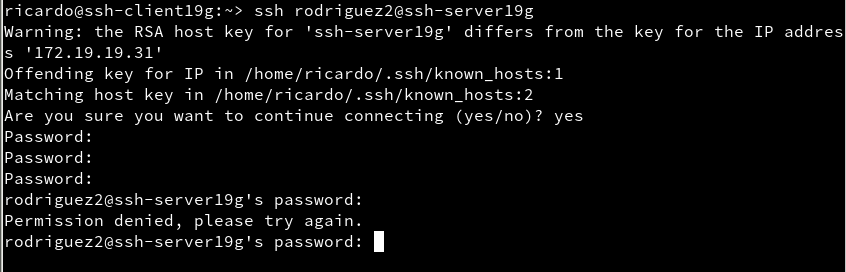 ricardo@ssh-client19g:~> ssh rodriguez2@ssh-server19g
Warning: the RSA host key for 'ssh-server19g' differs from the key for the IP addres
s '172.19.19.31'
Offending key for IP in /home/ricardo/.ssh/known_hosts:1
Matching host key in /home/ricardo/.ssh/known_hosts:2
Are you sure you want to continue connecting (yes/no)? yes
Password:
Password:
Password:
rodriguez2@ssh-server19g's password:
Permission denied, please try again.
rodriguez2@ssh-server19g's password: